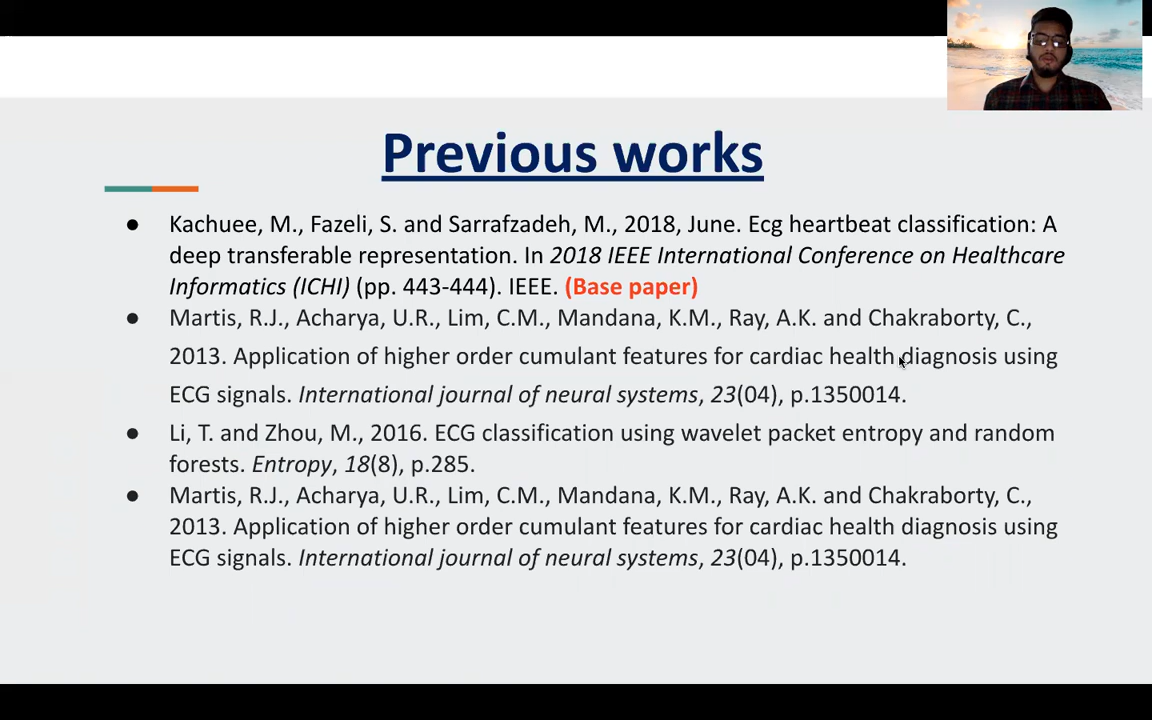 Previous works
● Kachuee, M., Fazeli, S. and Sarrafzadeh, M., 2018, June. Ecg heartbeat classification: A
deep transferable representation. In 2018 IEEE International Conference on Healthcare
Informatics (ICHI) (pp. 443-444). IEEE. (Base paper)
● Martis, R.J., Acharya, U.R., Lim, C.M., Mandana, K.M., Ray, A.K. and Chakraborty, C.,
2013. Application of higher order cumulant features for cardiac health diagnosis using
ECG signals. International journal of neural systems, 23(04), p.1350014.
● Li, T. and Zhou, M., 2016. ECG classification using wavelet packet entropy and random
forests. Entropy, 18(8), p.285.
● Martis, R.J., Acharya, U.R., Lim, C.M., Mandana, K.M., Ray, A.K. and Chakraborty, C.,
2013. Application of higher order cumulant features for cardiac health diagnosis using
ECG signals. International journal of neural systems, 23(04), p.1350014.